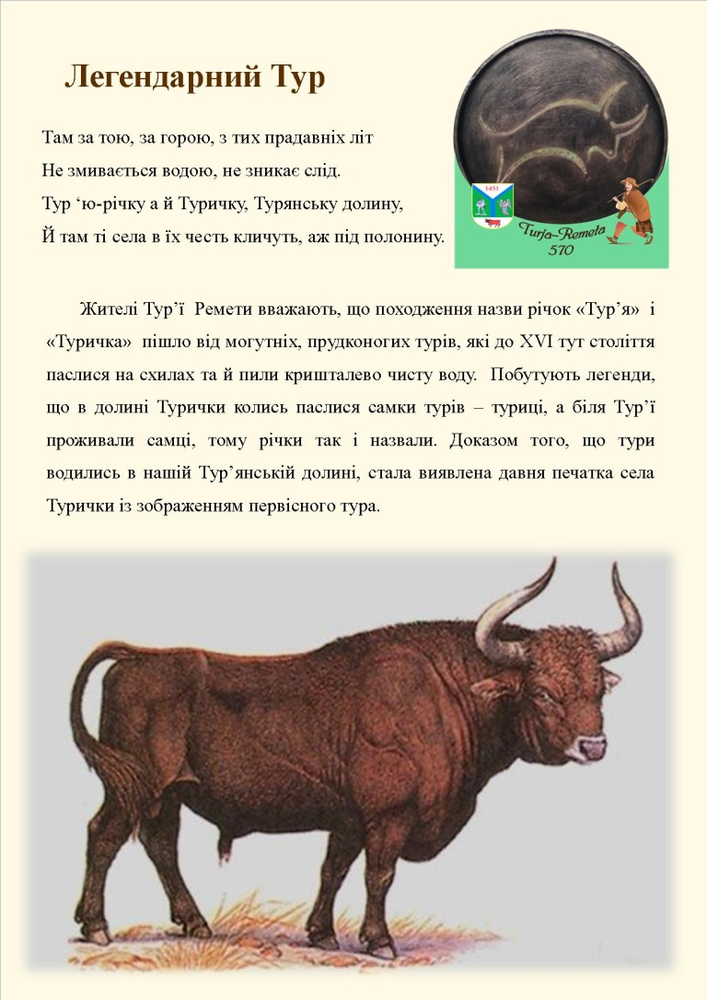 Легендарний Тур
Там за тою, за горою, з тих прадавніх літ
Не змивається водою, не зникає слід.
Тур ‘ю-річку а й Туричку, Турянську долину,
Й там ті села в їх честь кличуть, аж під полонину.
1451
Turja-Remeta
570
Жителі Тур’ї Ремети вважають, що походження назви річок «Тур’я» і
«Туричка» пішло від могутніх, прудконогих турів, які до XVI тут століття
паслися на схилах та й пили кришталево чисту воду. Побутують легенди,
що в долині Турички колись паслися самки турів – туриці, а біля Тур’ї
проживали самці, тому річки так і назвали. Доказом того, що тури
водились в нашій Тур’янській долині, стала виявлена давня печатка села
Турички із зображенням первісного тура.